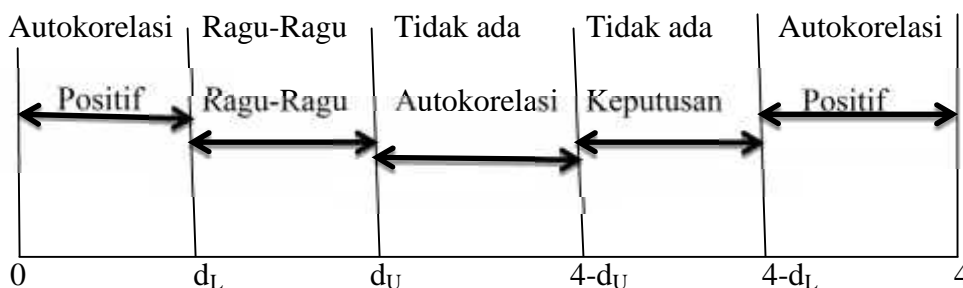 Autokorelasi Ragu-Ragu Tidak ada Tidak ada Autokorelasi
Positif Ragu-Ragu Autokorelasi Keputusan Positif
0 dL dU 4-dU 4-dL 4